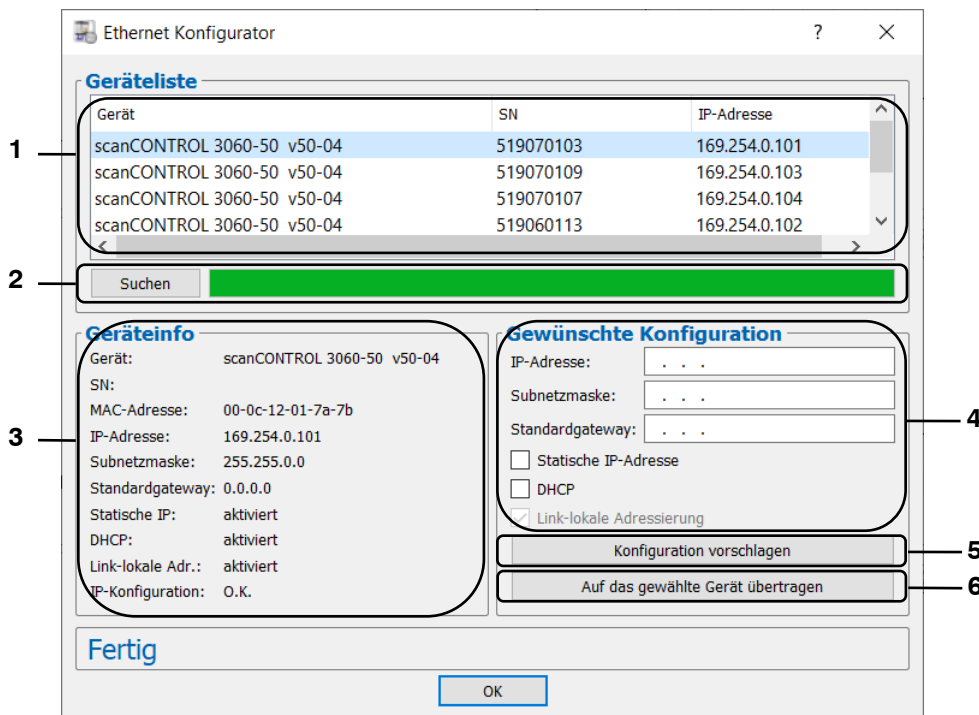 Ethernet Konfigurator ?
Geräteliste
Gerät SN IP-Adresse
1
scanCONTROL 3060-50 v50-04 519070103 169.254.0.101
scanCONTROL 3060-50 v50-04 519070109 169.254.0.103
scanCONTROL 3060-50 v50-04 519070107 169.254.0.104
scanCONTROL 3060-50 v50-04 519060113 169.254.0.102
2
Suchen
Geräteinfo
Gerät: scanCONTROL 3060-50 v50-04
SN:
MAC-Adresse: 00-0c-12-01-7a-7b
3
IP-Adresse: 169.254.0.101
Subnetzmaske: 255.255.0.0
Standardgateway: 0.0.0.0
Statische IP: aktiviert
DHCP: aktiviert
Link-lokale Adr.: aktiviert
IP-Konfiguration: O.K.
Gewünschte Konfiguration
IP-Adresse: . . .
Subnetzmaske: . . .
Standardgateway: . . .
4
Statische IP-Adresse
DHCP
Link-lokale Adressierung
Konfiguration vorschlagen
5
Auf das gewählte Gerät übertragen
6
Fertig
OK